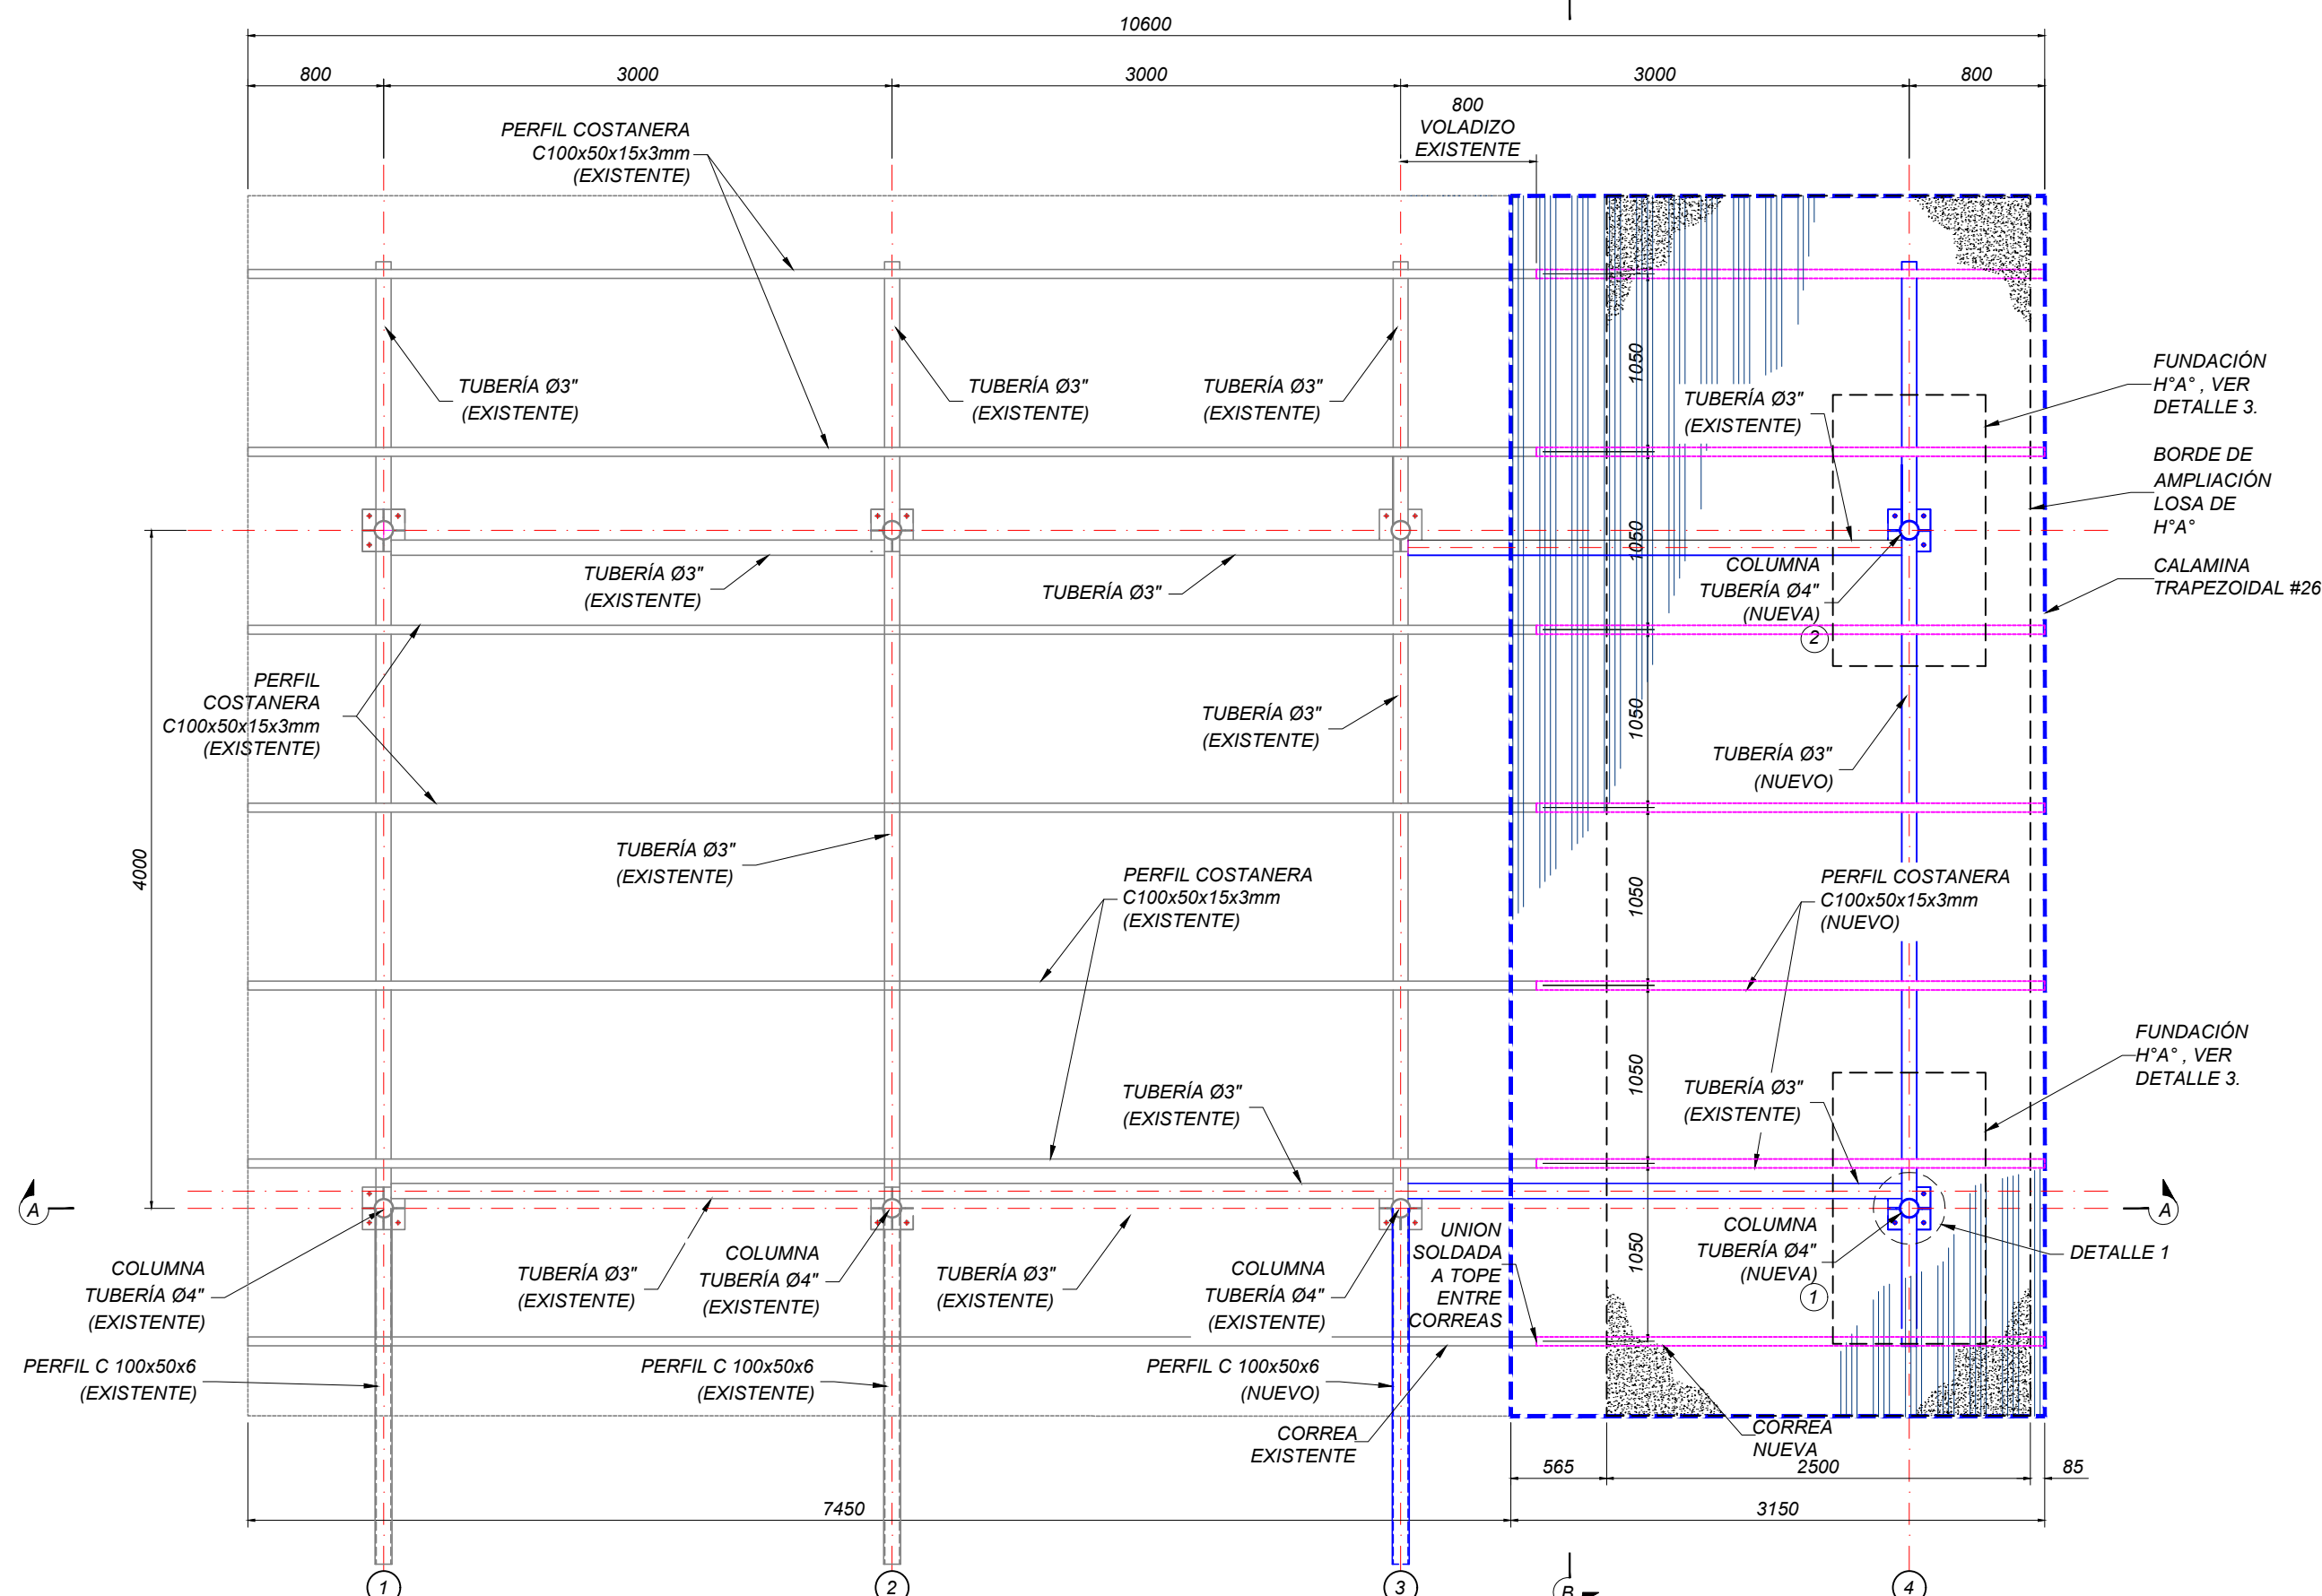 10600
800
3000
3000
3000
800
800
VOLADIZO
EXISTENTE
PERFIL COSTANERA
C100x50x15x3mm
(EXISTENTE)
TUBERÍA Ø3"
(EXISTENTE)
TUBERÍA Ø3"
(EXISTENTE)
TUBERÍA Ø3"
(EXISTENTE)
1050
TUBERÍA Ø3"
(EXISTENTE)
FUNDACIÓN
H°A° , VER
DETALLE 3.
BORDE DE
AMPLIACIÓN
LOSA DE
H°A°
1050
TUBERÍA Ø3"
(EXISTENTE)
TUBERÍA Ø3"
COLUMNA
TUBERÍA Ø4"
(NUEVA)
2
CALAMINA
TRAPEZOIDAL #26
PERFIL
COSTANERA
C100x50x15x3mm
(EXISTENTE)
TUBERÍA Ø3"
(EXISTENTE)
1050
TUBERÍA Ø3"
(NUEVO)
4000
TUBERÍA Ø3"
(EXISTENTE)
PERFIL COSTANERA
C100x50x15x3mm
(EXISTENTE)
1050
PERFIL COSTANERA
C100x50x15x3mm
(NUEVO)
FUNDACIÓN
H°A° , VER
DETALLE 3.
TUBERÍA Ø3"
(EXISTENTE)
1050
TUBERÍA Ø3"
(EXISTENTE)
A
A
COLUMNA
TUBERÍA Ø4"
(EXISTENTE)
TUBERÍA Ø3"
(EXISTENTE)
COLUMNA
TUBERÍA Ø4"
(EXISTENTE)
TUBERÍA Ø3"
(EXISTENTE)
COLUMNA
TUBERÍA Ø4"
(EXISTENTE)
UNION
SOLDADA
A TOPE
ENTRE
CORREAS
1050
COLUMNA
TUBERÍA Ø4"
(NUEVA)
1
DETALLE 1
PERFIL C 100x50x6
(EXISTENTE)
PERFIL C 100x50x6
(EXISTENTE)
PERFIL C 100x50x6
(NUEVO)
CORREA
EXISTENTE
CORREA
NUEVA
565
2500
85
7450
3150
1
2
3
B
4